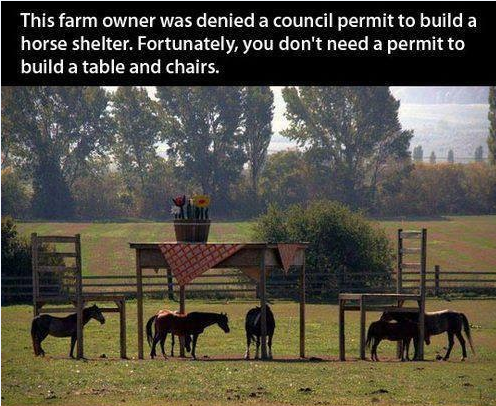 This farm owner was denied a council permit to build a
horse shelter. Fortunately, you don't need a permit to
build a table and chairs.